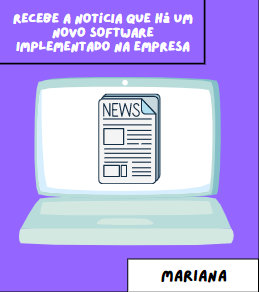 RECEBE A NOTÍCIA QUE HÁ UM
NOVO SOFTWARE
IMPLEMENTADO NA EMPRESA
NEWS
MARIANA